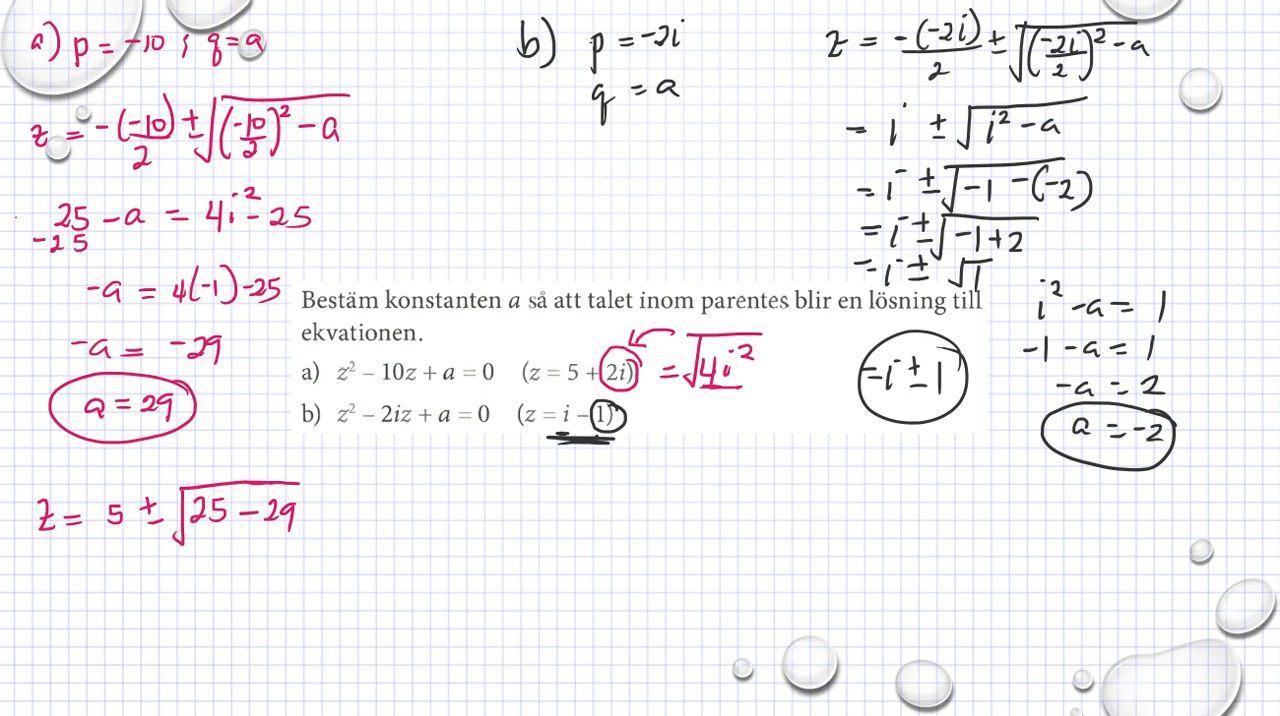 a) p = -10 ; q = a
z = -(-10)/2 ± √((-10/2)² - a)
25 - a = 4i² - 25
-25
-a = 4(-1) - 25
-a = -29
a = 29
z = 5 ± √(25 - 29)
b) p = -2i
q = a
z = -(-2i)/2 ± √((-2i/2)² - a)
= i ± √(i² - a)
= i ± √(-1 - (-2))
= i ± √(-1 + 2)
= i ± √1
= i ± 1
i² - a = 1
-1 - a = 1
-a = 2
a = -2
Bestäm konstanten a så att talet inom parentes blir en lösning till
ekvationen.
a) z² – 10z + a = 0 (z = 5 + 2i) = √4i²
b) z² – 2iz + a = 0 (z = i – 1)